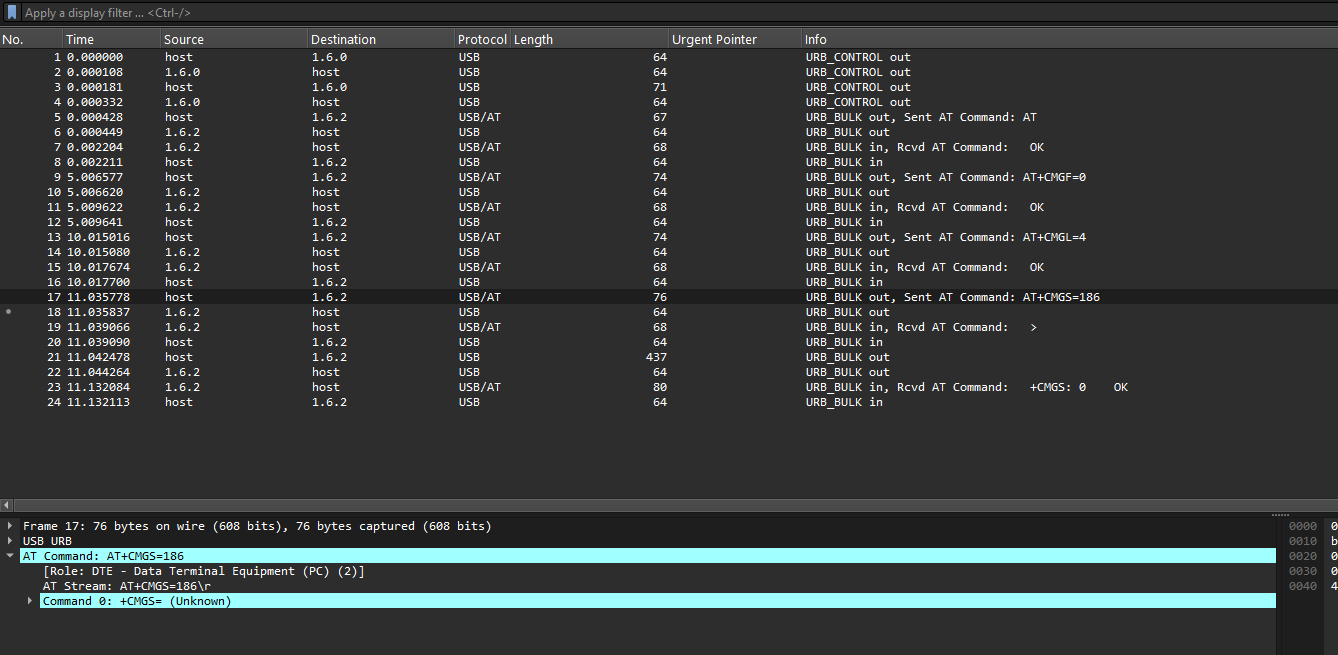 Apply a display filter ... <Ctrl-/>
No. Time Source Destination Protocol Length Urgent Pointer Info
1 0.000000 host 1.6.0 USB 64 URB_CONTROL out
2 0.000108 1.6.0 host USB 64 URB_CONTROL out
3 0.000181 host 1.6.0 USB 71 URB_CONTROL out
4 0.000332 1.6.0 host USB 64 URB_CONTROL out
5 0.000428 host 1.6.2 USB/AT 67 URB_BULK out, Sent AT Command: AT
6 0.000449 1.6.2 host USB 64 URB_BULK out
7 0.002204 1.6.2 host USB/AT 68 URB_BULK in, Rcvd AT Command: OK
8 0.002211 host 1.6.2 USB 64 URB_BULK in
9 5.006577 host 1.6.2 USB/AT 74 URB_BULK out, Sent AT Command: AT+CMGF=0
10 5.006620 1.6.2 host USB 64 URB_BULK out
11 5.009622 1.6.2 host USB/AT 68 URB_BULK in, Rcvd AT Command: OK
12 5.009641 host 1.6.2 USB 64 URB_BULK in
13 10.015016 host 1.6.2 USB/AT 74 URB_BULK out, Sent AT Command: AT+CMGL=4
14 10.015080 1.6.2 host USB 64 URB_BULK out
15 10.017674 1.6.2 host USB/AT 68 URB_BULK in, Rcvd AT Command: OK
16 10.017700 host 1.6.2 USB 64 URB_BULK in
17 11.035778 host 1.6.2 USB/AT 76 URB_BULK out, Sent AT Command: AT+CMGS=186
18 11.035837 1.6.2 host USB 64 URB_BULK out
19 11.039066 1.6.2 host USB/AT 68 URB_BULK in, Rcvd AT Command: >
20 11.039090 host 1.6.2 USB 64 URB_BULK in
21 11.042478 host 1.6.2 USB 437 URB_BULK out
22 11.044264 1.6.2 host USB 64 URB_BULK out
23 11.132084 1.6.2 host USB/AT 80 URB_BULK in, Rcvd AT Command: +CMGS: 0 OK
24 11.132113 host 1.6.2 USB 64 URB_BULK in
Frame 17: 76 bytes on wire (608 bits), 76 bytes captured (608 bits)
USB URB
AT Command: AT+CMGS=186
[Role: DTE - Data Terminal Equipment (PC) (2)]
AT Stream: AT+CMGS=186\r
Command 0: +CMGS= (Unknown)
0000 0
0010 b
0020 0
0030 0
0040 4